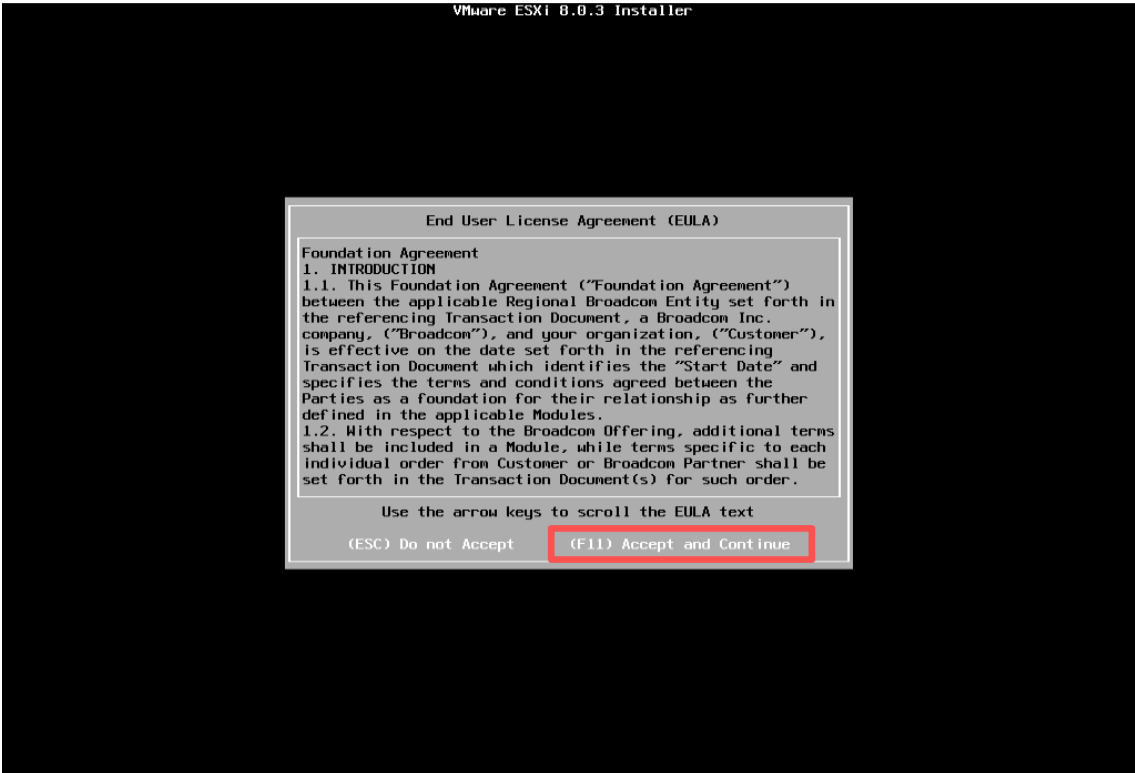 VMware ESXi 8.0.3 Installer
End User License Agreement (EULA)
Foundation Agreement
1. INTRODUCTION
1.1. This Foundation Agreement ("Foundation Agreement")
between the applicable Regional Broadcom Entity set forth in
the referencing Transaction Document, a Broadcom Inc.
company, ("Broadcom"), and your organization, ("Customer"),
is effective on the date set forth in the referencing
Transaction Document which identifies the "Start Date" and
specifies the terms and conditions agreed between the
Parties as a foundation for their relationship as further
defined in the applicable Modules.
1.2. With respect to the Broadcom Offering, additional terms
shall be included in a Module, while terms specific to each
individual order from Customer or Broadcom Partner shall be
set forth in the Transaction Document(s) for such order.
Use the arrow keys to scroll the EULA text
(ESC) Do not Accept (F11) Accept and Continue